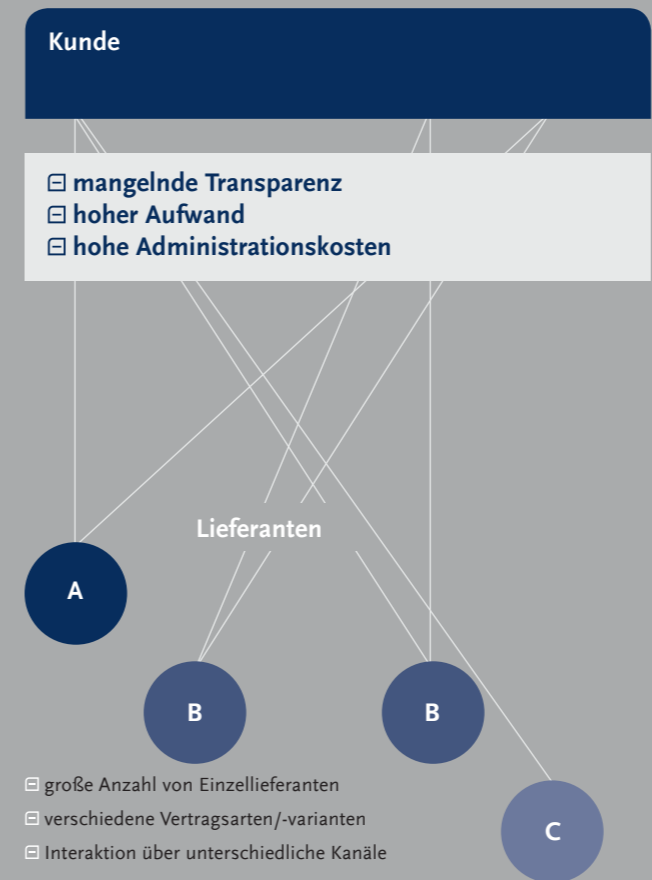 Kunde
⊟ mangelnde Transparenz
⊟ hoher Aufwand
⊟ hohe Administrationskosten
Lieferanten
A
B B
⊟ große Anzahl von Einzellieferanten
⊟ verschiedene Vertragsarten/-varianten
C
⊟ Interaktion über unterschiedliche Kanäle